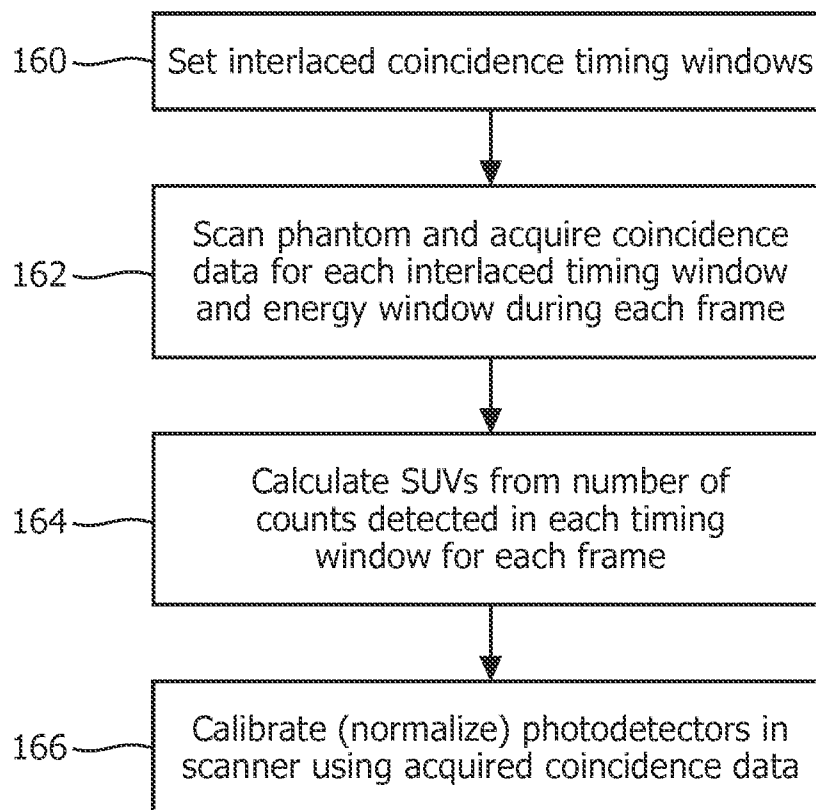 160
Set interlaced coincidence timing windows
162
Scan phantom and acquire coincidence
data for each interlaced timing window
and energy window during each frame
164
Calculate SUVs from number of
counts detected in each timing
window for each frame
166
Calibrate (normalize) photodetectors in
scanner using acquired coincidence data